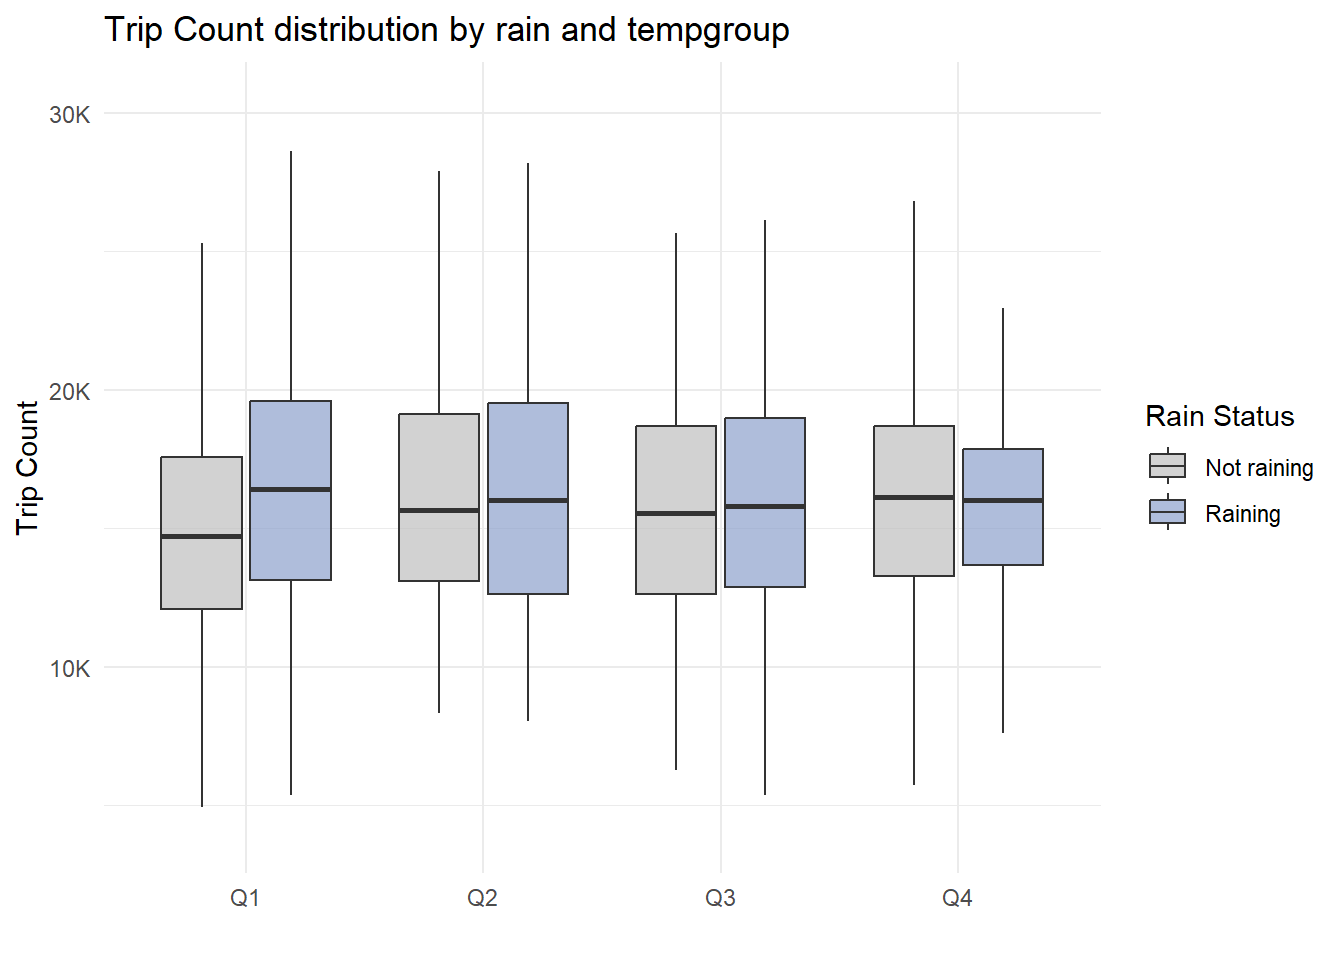 Trip Count distribution by rain and tempgroup
30K
20K
10K
Trip Count
Q1
Q2
Q3
Q4
Rain Status
Not raining
Raining